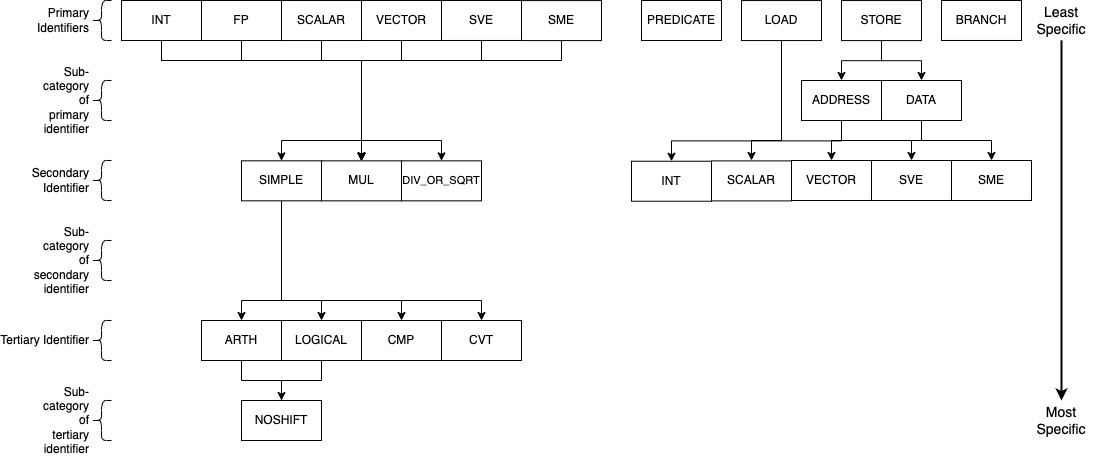 Primary
Identifiers
INT
FP
SCALAR
VECTOR
SVE
SME
PREDICATE
LOAD
STORE
BRANCH
Least
Specific
Sub-
category
of
primary
identifier
ADDRESS
DATA
Secondary
Identifier
SIMPLE
MUL
DIV_OR_SQRT
INT
SCALAR
VECTOR
SVE
SME
Sub-
category
of
secondary
identifier
Tertiary Identifier
ARTH
LOGICAL
CMP
CVT
Sub-
category
of
tertiary
identifier
NOSHIFT
Most
Specific